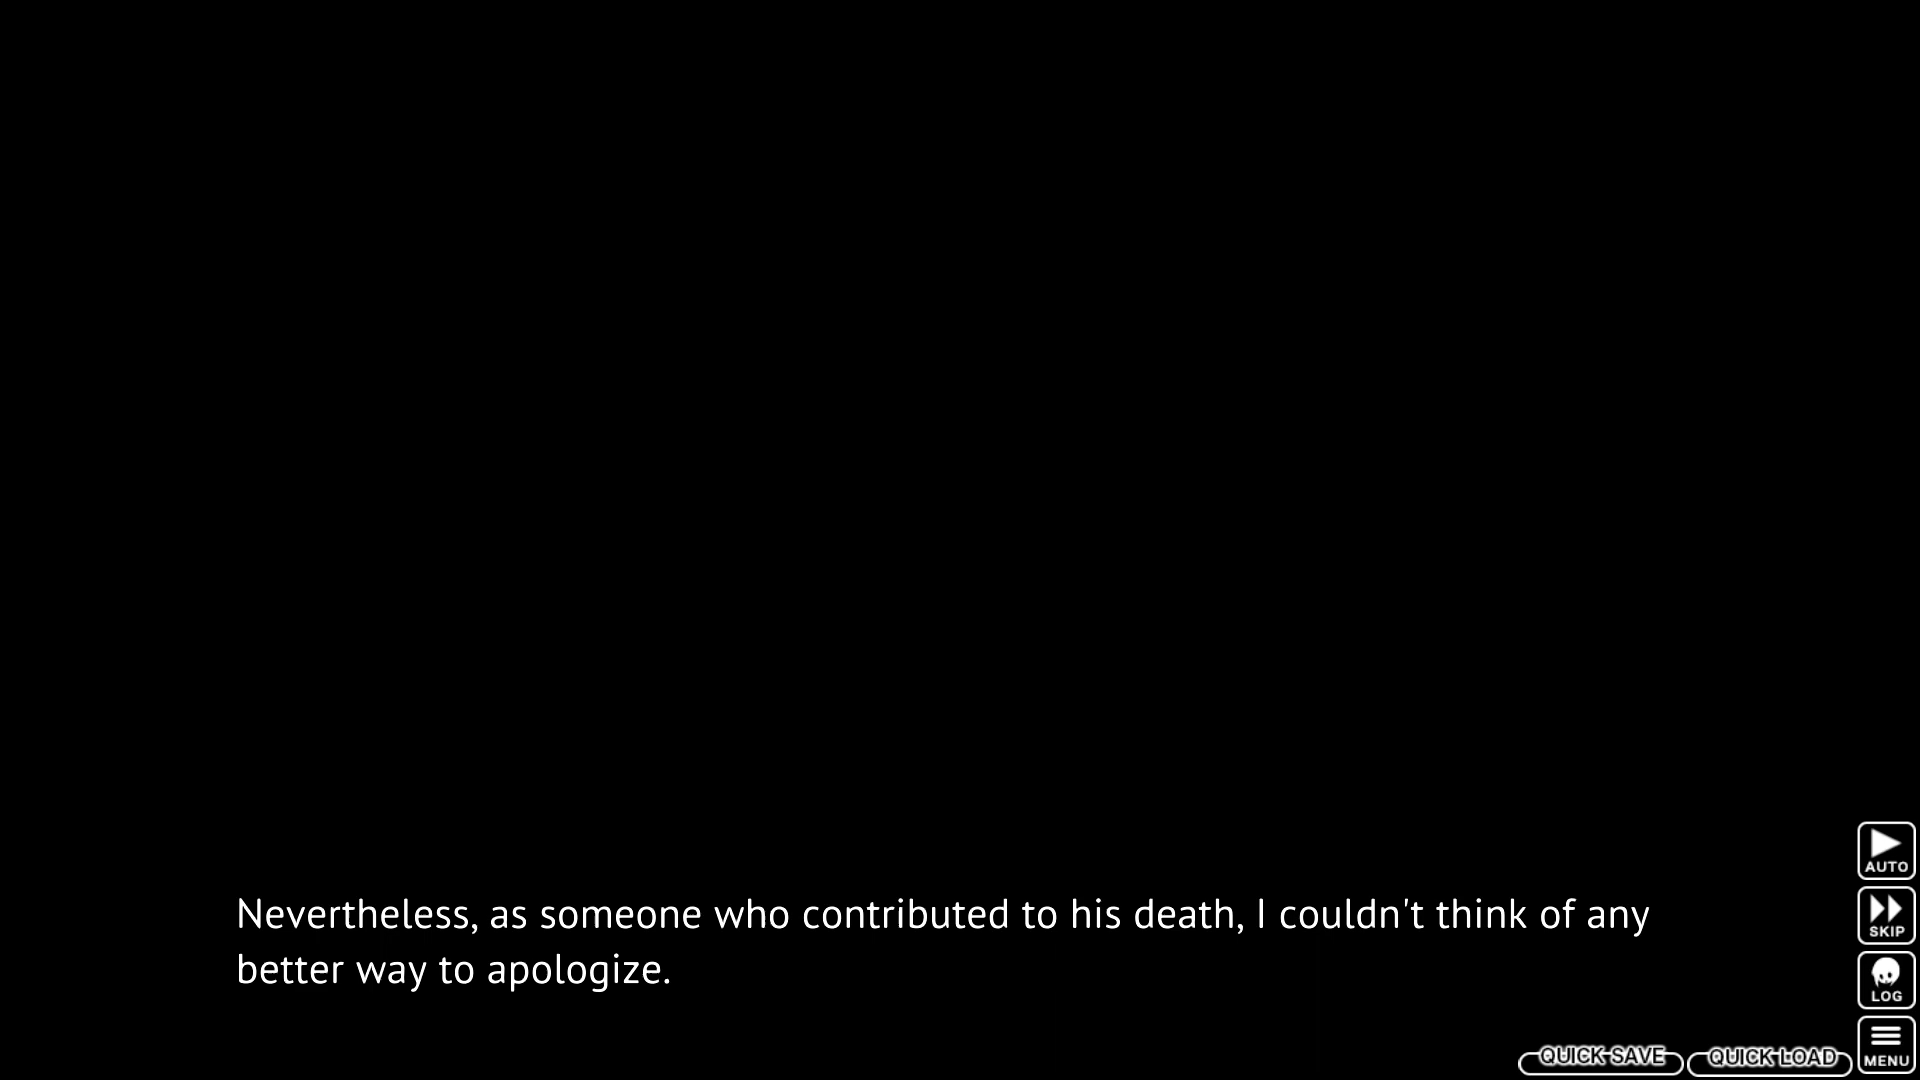 AUTO
SKIP
Nevertheless, as someone who contributed to his death, I couldn't think of any
better way to apologize.
LOG
QUICK SAVE
QUICK LOAD
MENU